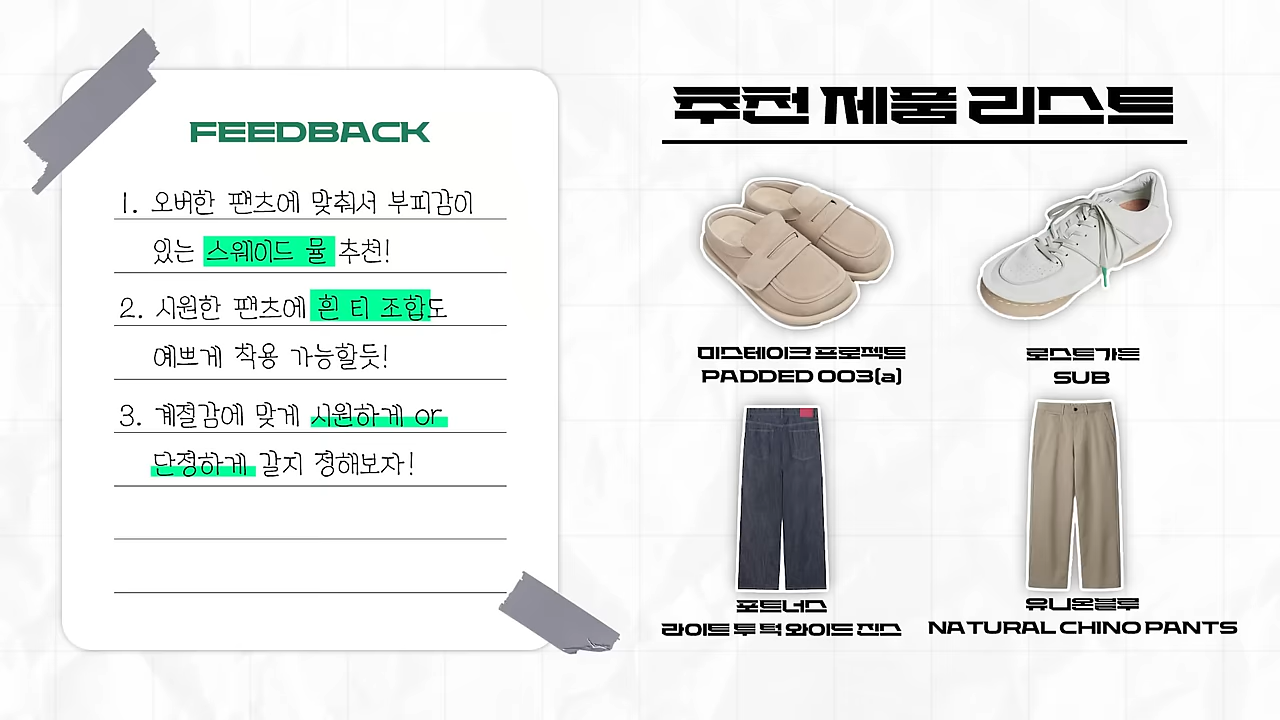 FEEDBACK
1. 오버한 팬츠에 맞춰서 부피감이
있는 스웨이드 뮬 추천!
2. 시원한 팬츠에 흰 티 조합도
예쁘게 착용 가능할듯!
3. 계절감에 맞게 시원하게 or
단정하게 갈지 정해보자!
추천 제품 리스트
미스테이크 프로젝트
PADDED 003(a)
로스트가든
SUB
포트너스
라이트 투 턱 와이드 진스
유니온블루
NATURAL CHINO PANTS